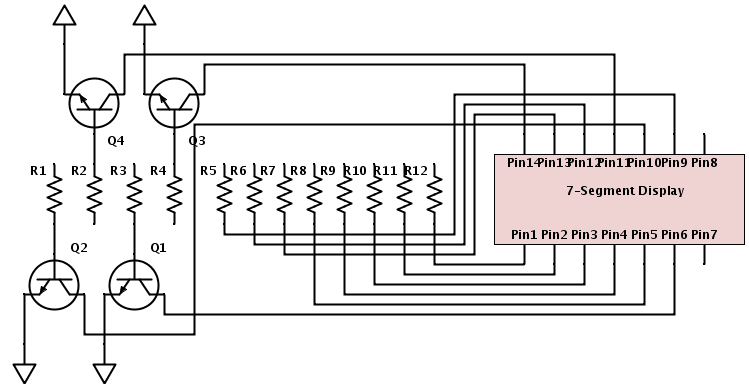 Q4
Q3
R1 R2 R3 R4 R5 R6 R7 R8 R9 R10 R11 R12
Pin14 Pin13 Pin12 Pin11 Pin10 Pin9 Pin8
7-Segment Display
Pin1 Pin2 Pin3 Pin4 Pin5 Pin6 Pin7
Q2
Q1